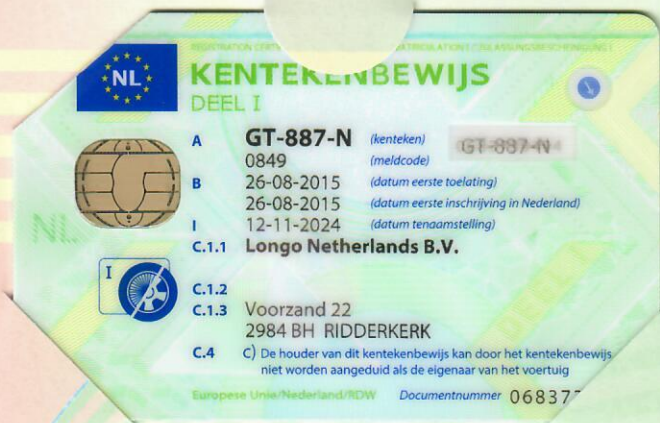 NL
KENTEKENBEWIJS
DEEL I
A GT-887-N (kenteken) GT-887-N
0849 (meldcode)
B 26-08-2015 (datum eerste toelating)
26-08-2015 (datum eerste inschrijving in Nederland)
I 12-11-2024 (datum tenaamstelling)
C.1.1 Longo Netherlands B.V.
NL
I
C.1.2
C.1.3 Voorzand 22
2984 BH RIDDERKERK
C.4 C) De houder van dit kentekenbewijs kan door het kentekenbewijs
niet worden aangeduid als de eigenaar van het voertuig
Europese Unie/Nederland/RDW Documentnummer